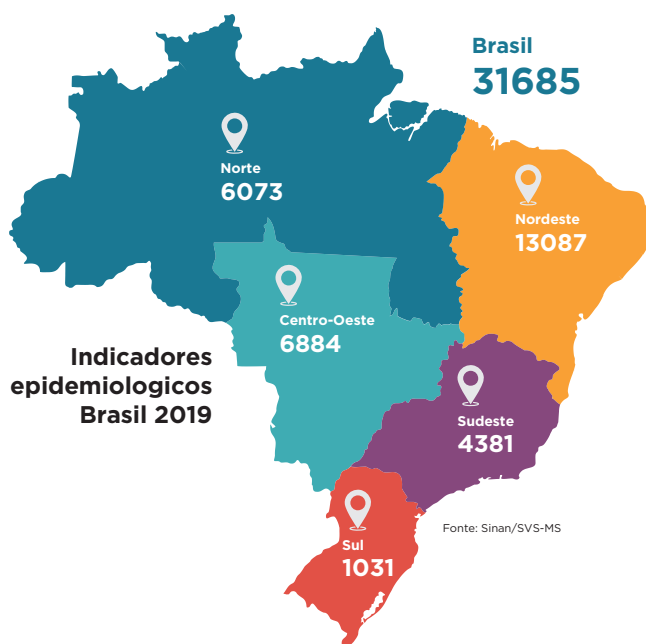 Brasil
31685
Norte
6073
Nordeste
13087
Centro-Oeste
6884
Indicadores
epidemiologicos
Brasil 2019
Sudeste
4381
Fonte: Sinan/SVS-MS
Sul
1031